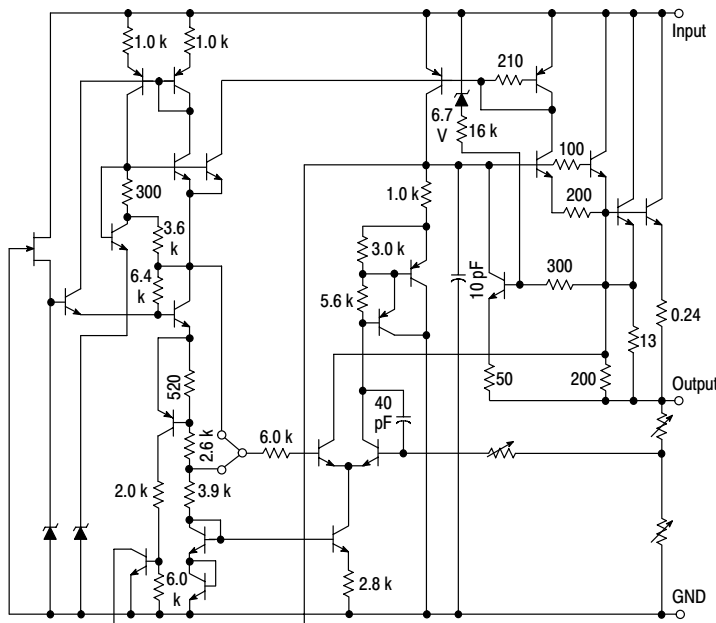 Input
1.0 k
1.0 k
210
6.7
V
16 k
100
300
1.0 k
200
3.6
k
3.0 k
10 pF
300
6.4
k
5.6 k
0.24
13
520
50
200
Output
40
pF
2.6 k
6.0 k
2.0 k
3.9 k
6.0
k
2.8 k
GND